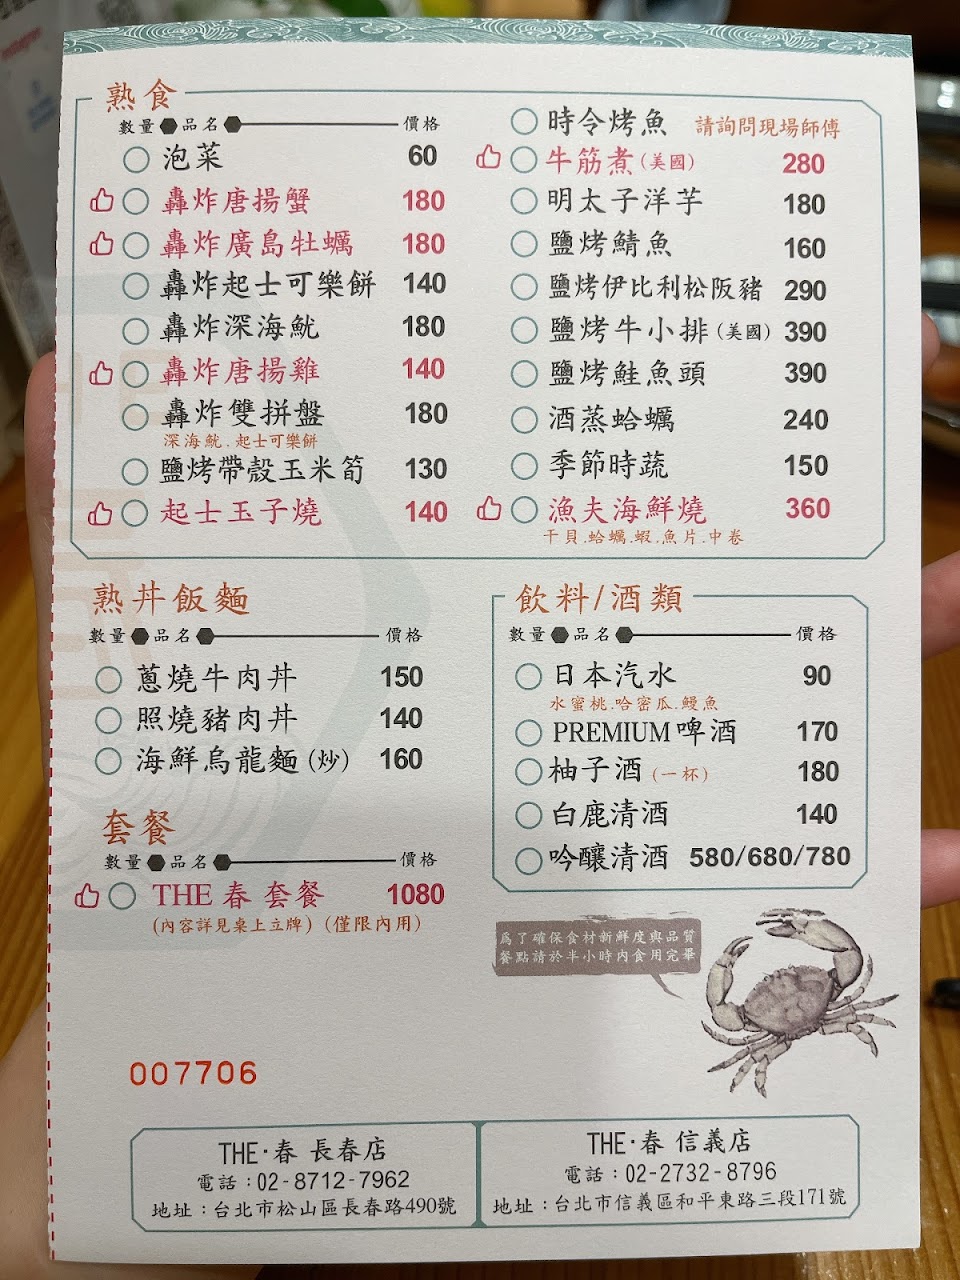 熟食
數量 品名 價格
泡菜 60
轟炸唐揚蟹 180
轟炸廣島牡蠣 180
轟炸起士可樂餅 140
轟炸深海魷 180
轟炸唐揚雞 140
轟炸雙拼盤 180
深海魷.起士可樂餅
鹽烤帶殼玉米筍 130
起士玉子燒 140
時令烤魚 請詢問現場師傅
牛筋煮(美國) 280
明太子洋芋 180
鹽烤鯖魚 160
鹽烤伊比利松阪豬 290
鹽烤牛小排(美國) 390
鹽烤鮭魚頭 390
酒蒸蛤蠣 240
季節時蔬 150
漁夫海鮮燒 360
干貝.蛤蠣.蝦.魚片.中卷
熟丼飯麵
數量 品名 價格
蔥燒牛肉丼 150
照燒豬肉丼 140
海鮮烏龍麵(炒) 160
套餐
數量 品名 價格
THE 春 套餐 1080
(內容詳見桌上立牌)(僅限內用)
飲料/酒類
數量 品名 價格
日本汽水 90
水蜜桃.哈密瓜.鰻魚
PREMIUM啤酒 170
柚子酒(一杯) 180
白鹿清酒 140
吟釀清酒 580/680/780
為了確保食材新鮮度與品質
餐點請於半小時內食用完畢
007706
THE·春 長春店
電話:02-8712-7962
地址:台北市松山區長春路490號
THE·春 信義店
電話:02-2732-8796
地址:台北市信義區和平東路三段171號